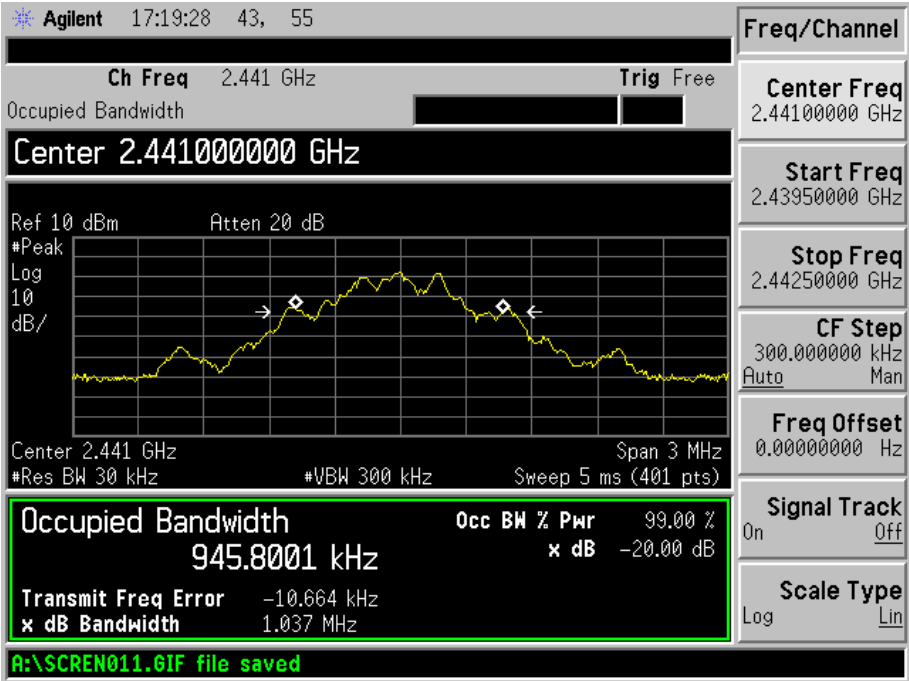 Agilent 17:19:28 43, 55
Freq/Channel
Ch Freq 2.441 GHz Trig Free
Occupied Bandwidth
Center 2.441000000 GHz
Ref 10 dBm Atten 20 dB
#Peak
Log
10
dB/
Center 2.441 GHz Span 3 MHz
#Res BW 30 kHz #VBW 300 kHz Sweep 5 ms (401 pts)
Occupied Bandwidth
945.8001 kHz
Occ BW % Pwr 99.00 %
x dB -20.00 dB
Transmit Freq Error -10.664 kHz
x dB Bandwidth 1.037 MHz
A:\SCREN011.GIF file saved
Center Freq
2.44100000 GHz
Start Freq
2.43950000 GHz
Stop Freq
2.44250000 GHz
CF Step
300.000000 kHz
Auto Man
Freq Offset
0.00000000 Hz
Signal Track
On Off
Scale Type
Log Lin